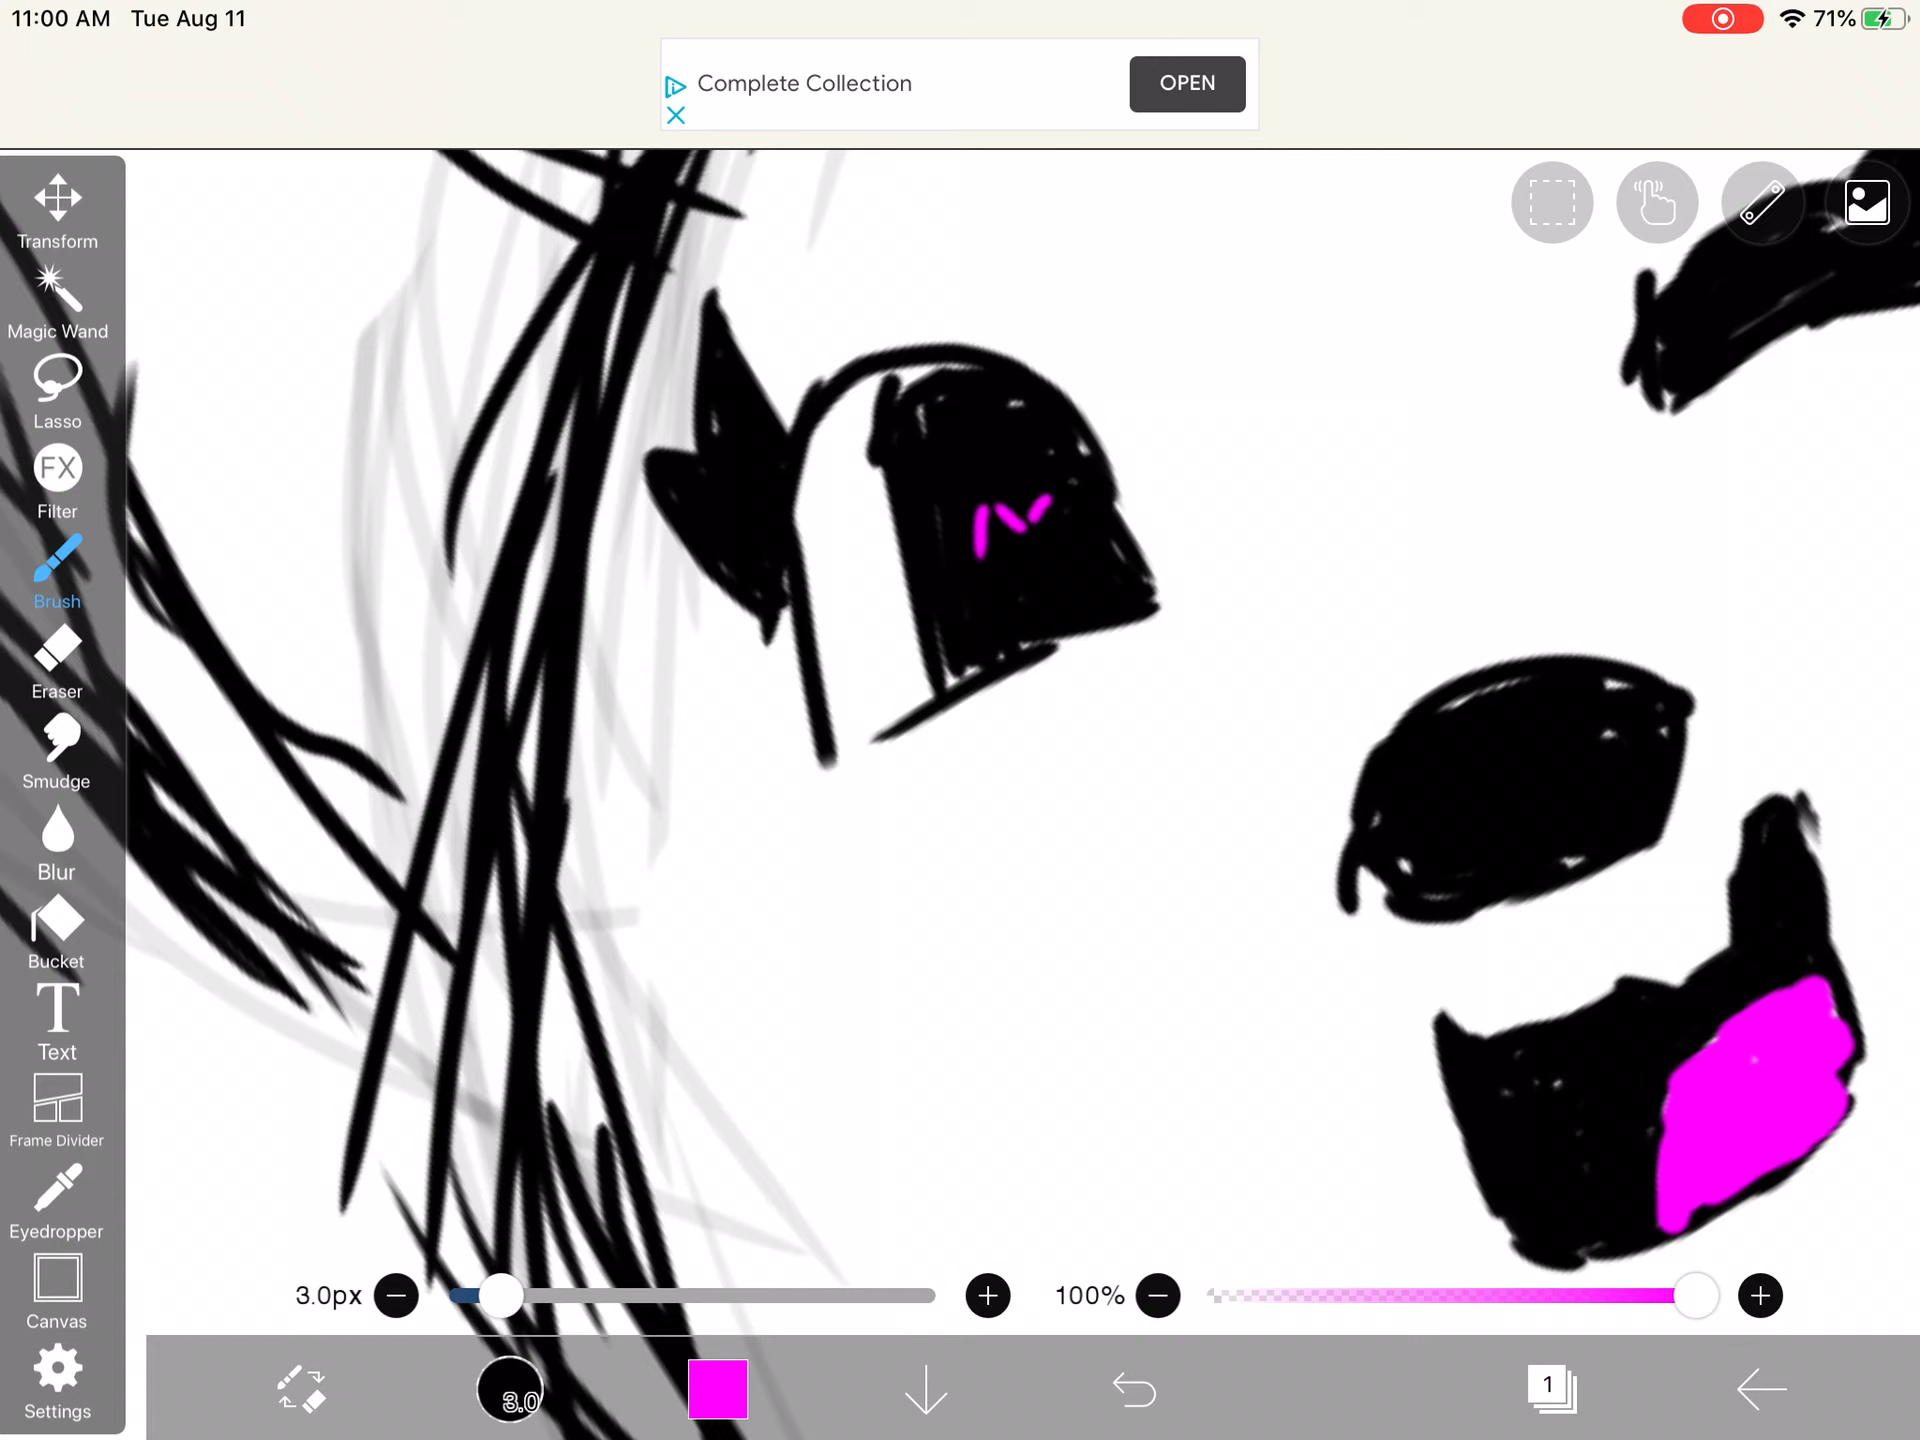 11:00 AM Tue Aug 11
71%
Complete Collection
OPEN
Transform
Magic Wand
Lasso
FX
Filter
Brush
Eraser
Smudge
Blur
Bucket
T
Text
Frame Divider
Eyedropper
Canvas
Settings
3.0px
100%
3.0
1